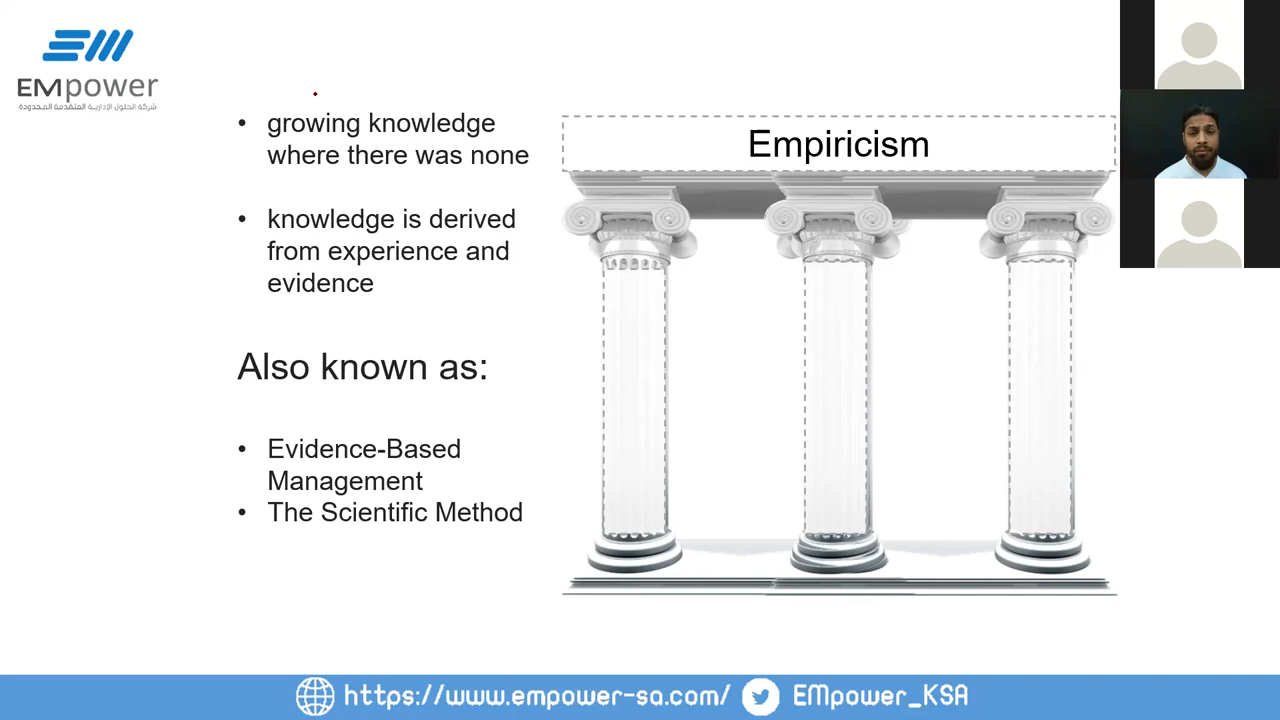 EMpower
شركة الحلول الإدارية المتقدمة المحدودة
• growing knowledge
where there was none
• knowledge is derived
from experience and
evidence
Also known as:
• Evidence-Based
Management
• The Scientific Method
Empiricism
https://www.empower-sa.com/ EMpower_KSA